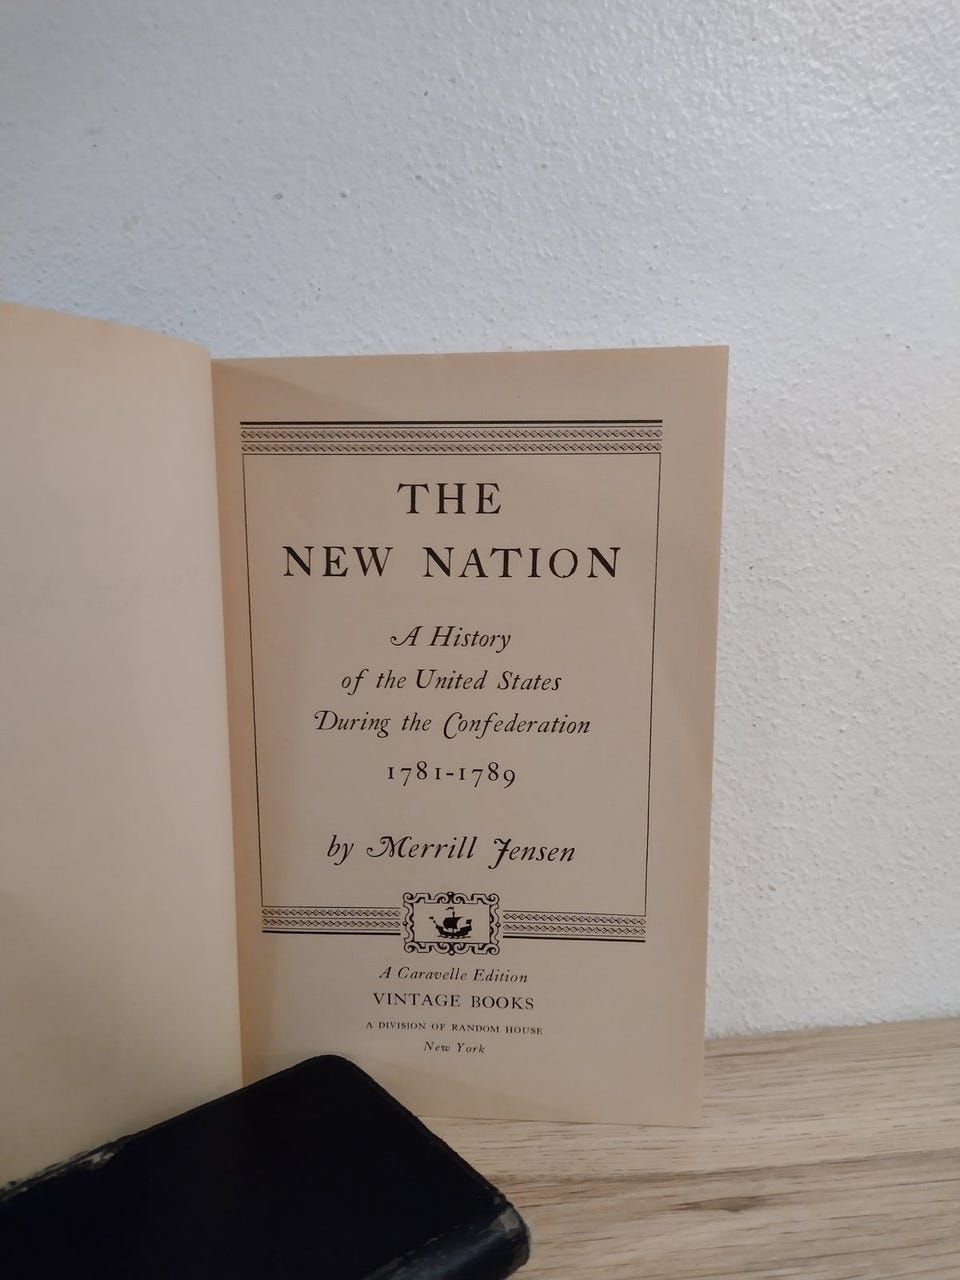 THE
NEW NATION
A History
of the United States
During the Confederation
1781-1789
by Merrill Jensen
A Caravelle Edition
VINTAGE BOOKS
A DIVISION OF RANDOM HOUSE
New York